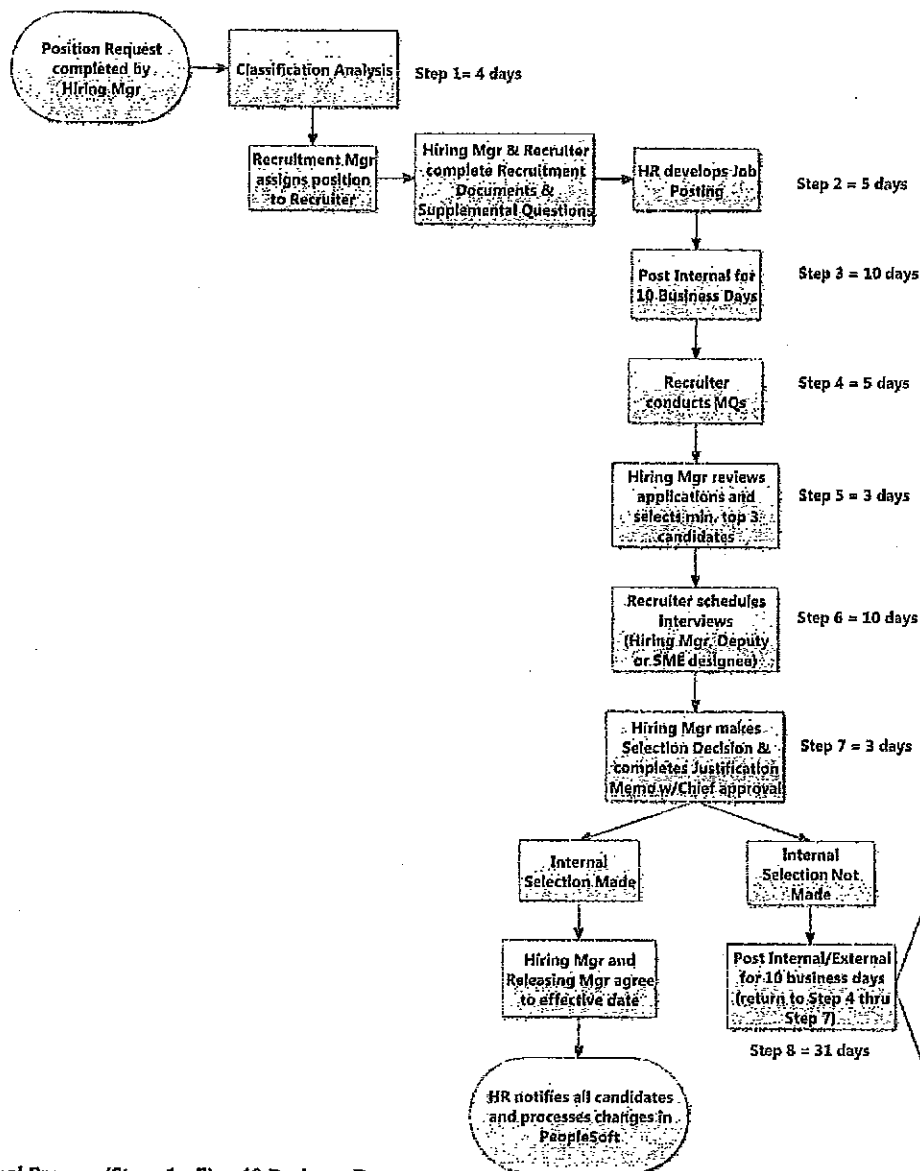 Position Request
completed by
Hiring Mgr
Classification Analysis
Step 1= 4 days
Recruitment Mgr
assigns position
to Recruiter
Hiring Mgr & Recruiter
complete Recruitment
Documents &
Supplemental Questions
HR develops Job
Posting
Step 2 = 5 days
Post Internal for
10 Business Days
Step 3 = 10 days
Recruiter
conducts MQs
Step 4 = 5 days
Hiring Mgr reviews
applications and
selects min. top 3
candidates
Step 5 = 3 days
Recruiter schedules
Interviews
(Hiring Mgr, Deputy
or SME designee)
Step 6 = 10 days
Hiring Mgr makes
Selection Decision &
completes Justification
Memo w/Chief approval
Step 7 = 3 days
Internal
Selection Made
Internal
Selection Not
Made
Hiring Mgr and
Releasing Mgr agree
to effective date
Post Internal/External
for 10 business days
(return to Step 4 thru
Step 7)
Step 8 = 31 days
HR notifies all candidates
and processes changes in
PeopleSoft